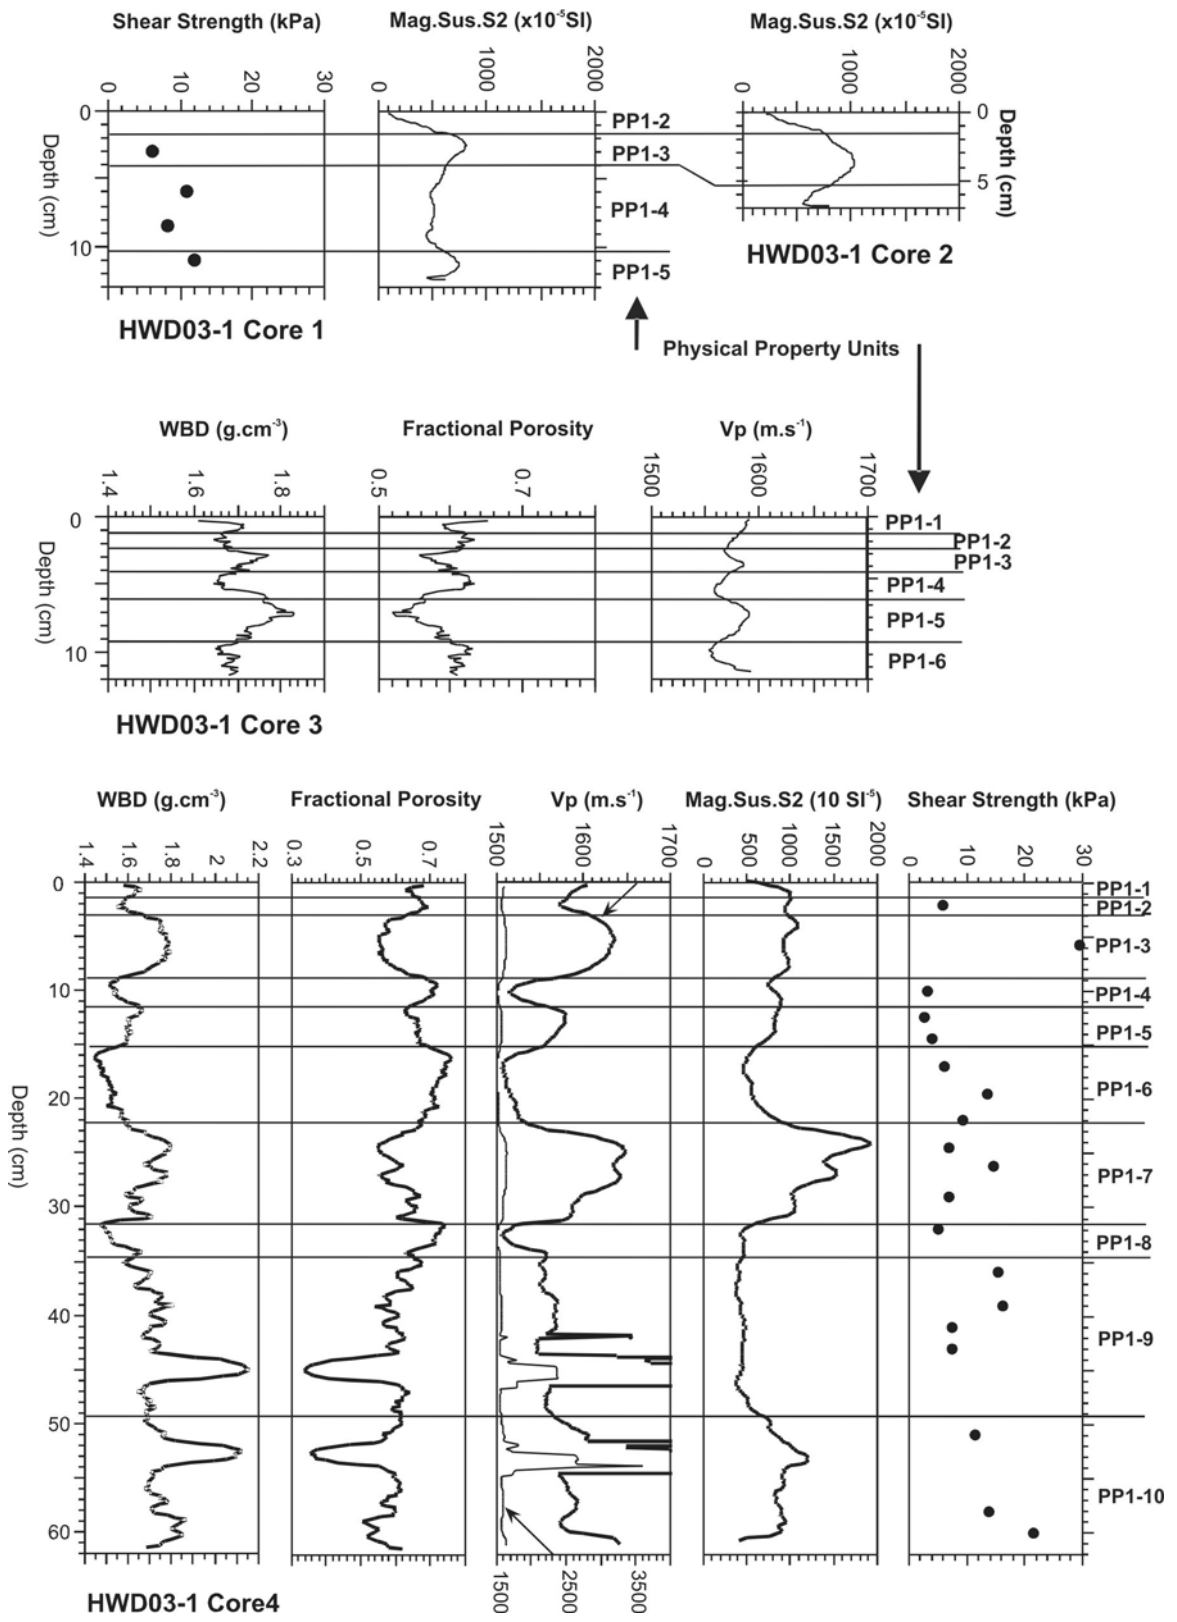 Shear Strength (kPa) Mag.Sus.S2 (x10⁻⁵SI) Mag.Sus.S2 (x10⁻⁵SI)
0 10 20 30 0 1000 2000 0 1000 2000
0 PP1-2 0
PP1-3
Depth (cm) PP1-4 5 Depth (cm)
10 HWD03-1 Core 2
PP1-5
HWD03-1 Core 1
Physical Property Units
WBD (g.cm⁻³) Fractional Porosity Vp (m.s⁻¹)
1.4 1.6 1.8 0.5 0.7 1500 1600 1700
0 PP1-1
PP1-2
PP1-3
Depth (cm) PP1-4
PP1-5
10 PP1-6
HWD03-1 Core 3
WBD (g.cm⁻³) Fractional Porosity Vp (m.s⁻¹) Mag.Sus.S2 (10 SI⁻⁵) Shear Strength (kPa)
1.4 1.6 1.8 2 2.2 0.3 0.5 0.7 1500 1600 1700 0 500 1000 1500 2000 0 10 20 30
0 PP1-1
PP1-2
PP1-3
10 PP1-4
PP1-5
20 PP1-6
Depth (cm) PP1-7
30
PP1-8
40 PP1-9
50
PP1-10
60
1500 2500 3500
HWD03-1 Core4